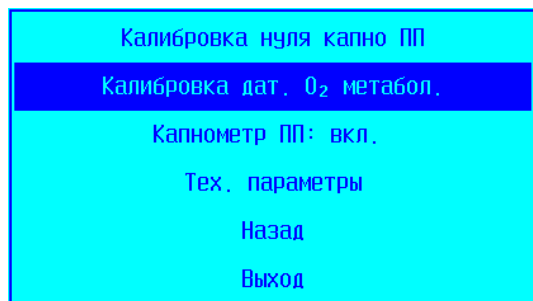 Калибровка нуля капно ПП
Калибровка дат. O₂ метабол.
Капнометр ПП: вкл.
Тех. параметры
Назад
Выход